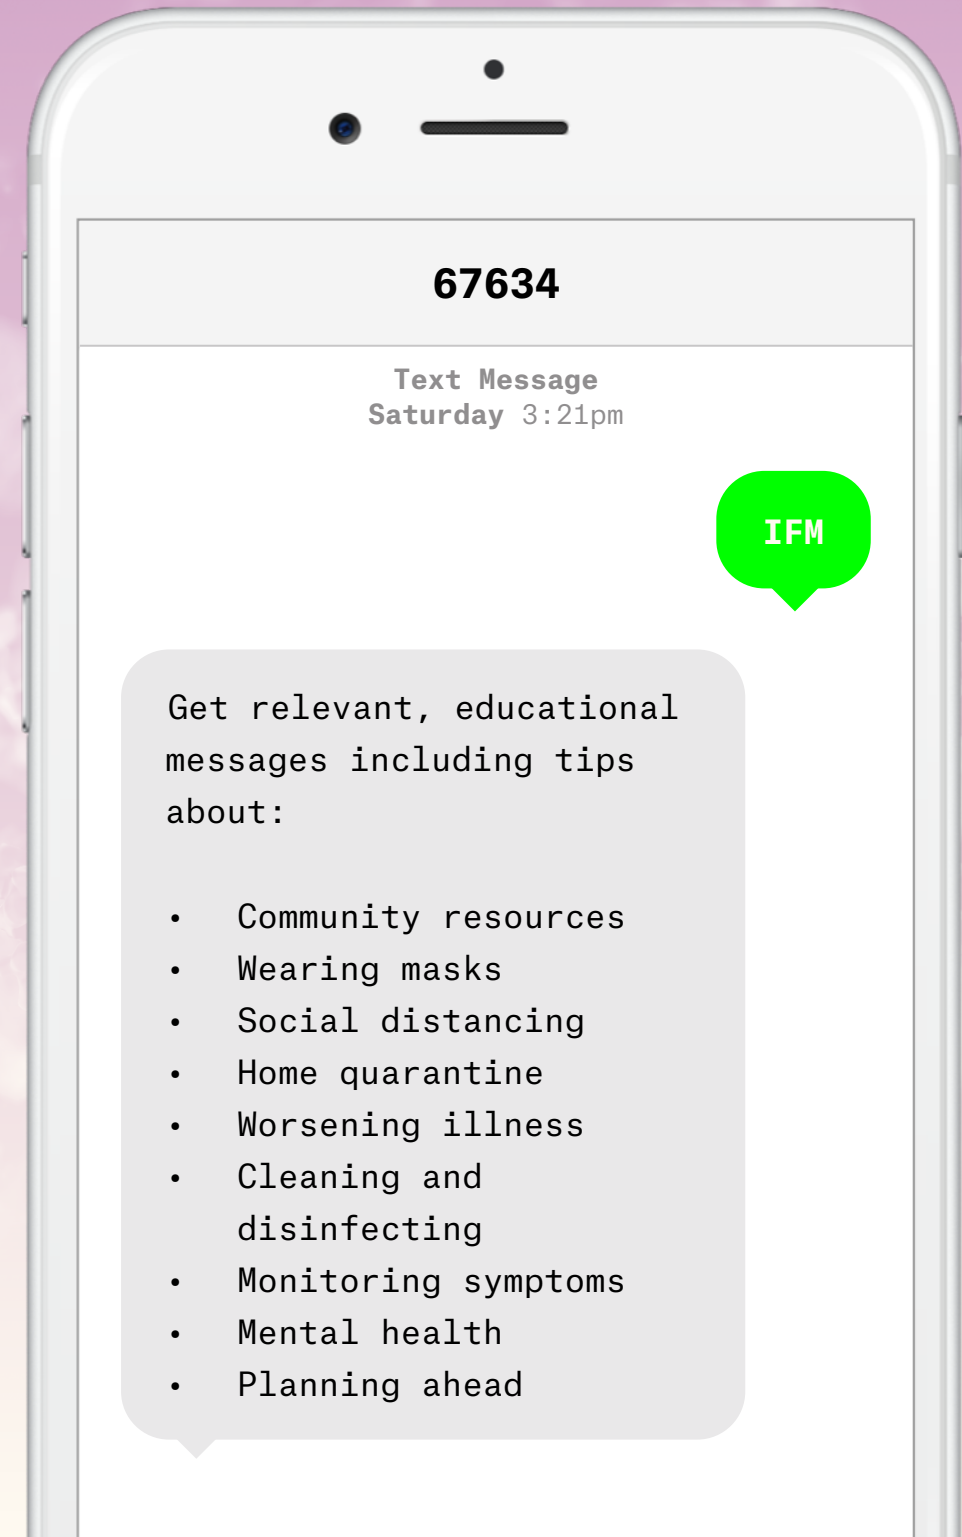 67634
Text Message
Saturday 3:21pm
IFM
Get relevant, educational
messages including tips
about:
• Community resources
• Wearing masks
• Social distancing
• Home quarantine
• Worsening illness
• Cleaning and
disinfecting
• Monitoring symptoms
• Mental health
• Planning ahead